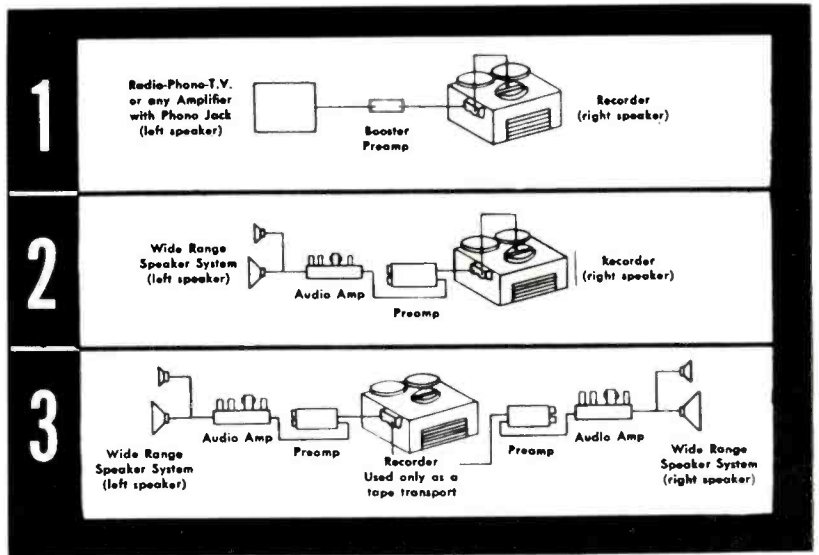 1
Radio-Phono-T.V.
or any Amplifier
with Phono Jack
(left speaker)
Booster
Preamp
Recorder
(right speaker)
2
Wide Range
Speaker System
(left speaker)
Audio Amp
Preamp
Recorder
(right speaker)
3
Wide Range
Speaker System
(left speaker)
Audio Amp
Preamp
Recorder
Used only as a
tape transport
Preamp
Audio Amp
Wide Range
Speaker System
(right speaker)